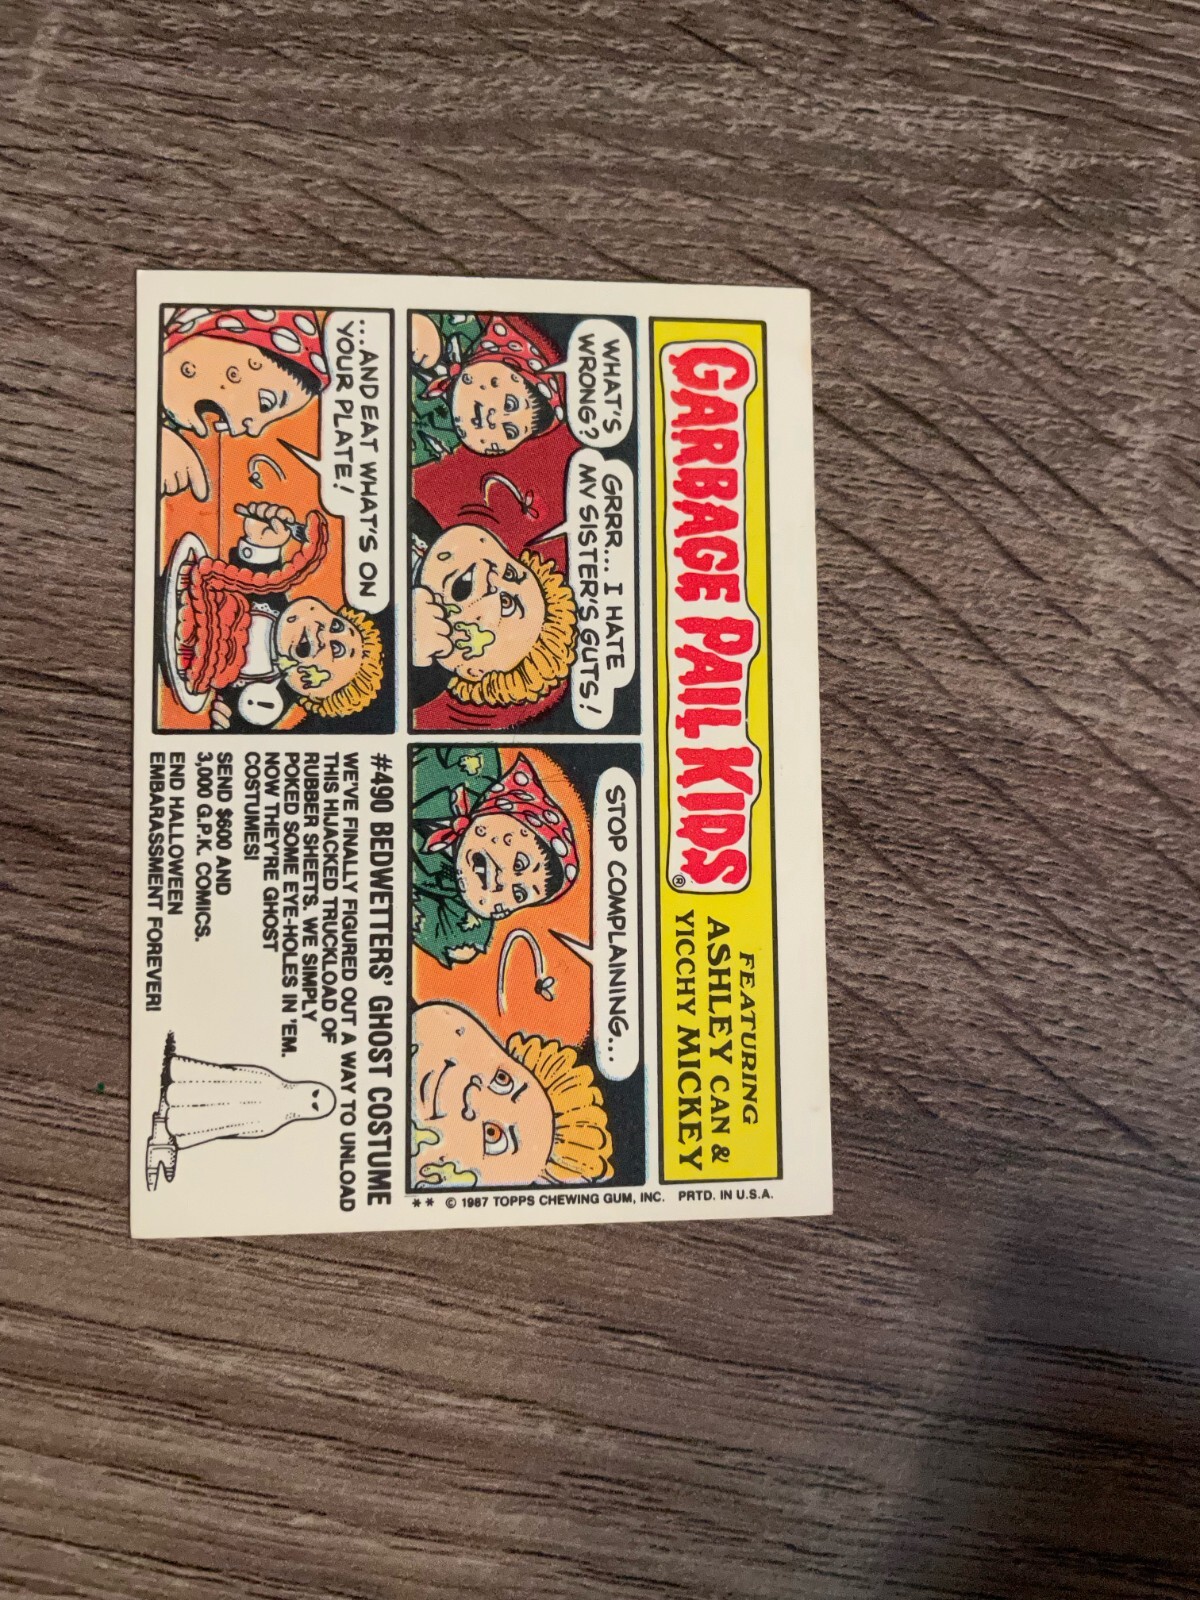 GARBAGE PAIL KIDS®
FEATURING
ASHLEY CAN &
YICCHY MICKEY
WHAT'S
WRONG?
GRRR... I HATE
MY SISTER'S GUTS!
STOP COMPLAINING...
...AND EAT WHAT'S ON
YOUR PLATE!
!
#490 BEDWETTERS' GHOST COSTUME
WE'VE FINALLY FIGURED OUT A WAY TO UNLOAD
THIS HIJACKED TRUCKLOAD OF
RUBBER SHEETS. WE SIMPLY
POKED SOME EYE-HOLES IN 'EM.
NOW THEY'RE GHOST
COSTUMES!
SEND $600 AND
3,000 G.P.K. COMICS.
END HALLOWEEN
EMBARASSMENT FOREVER!
** © 1987 TOPPS CHEWING GUM, INC. PRTD. IN U.S.A.